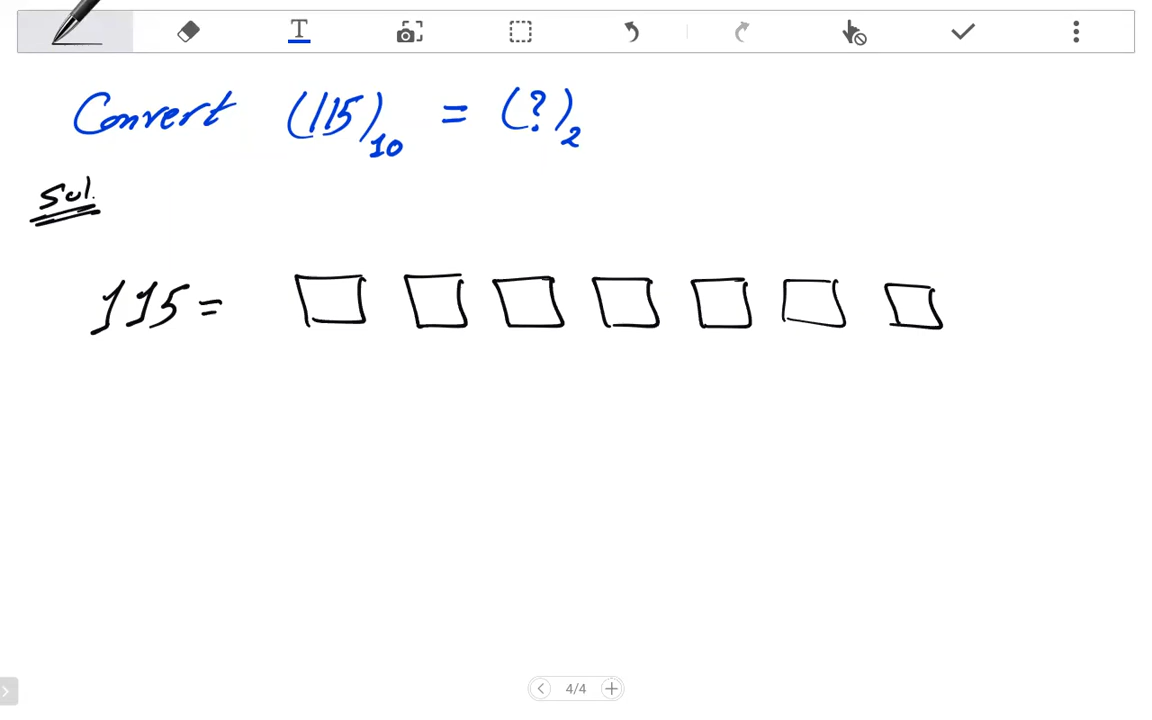 T
Convert (115)10 = (?)2
Sol.
115 = □ □ □ □ □ □ □
4/4